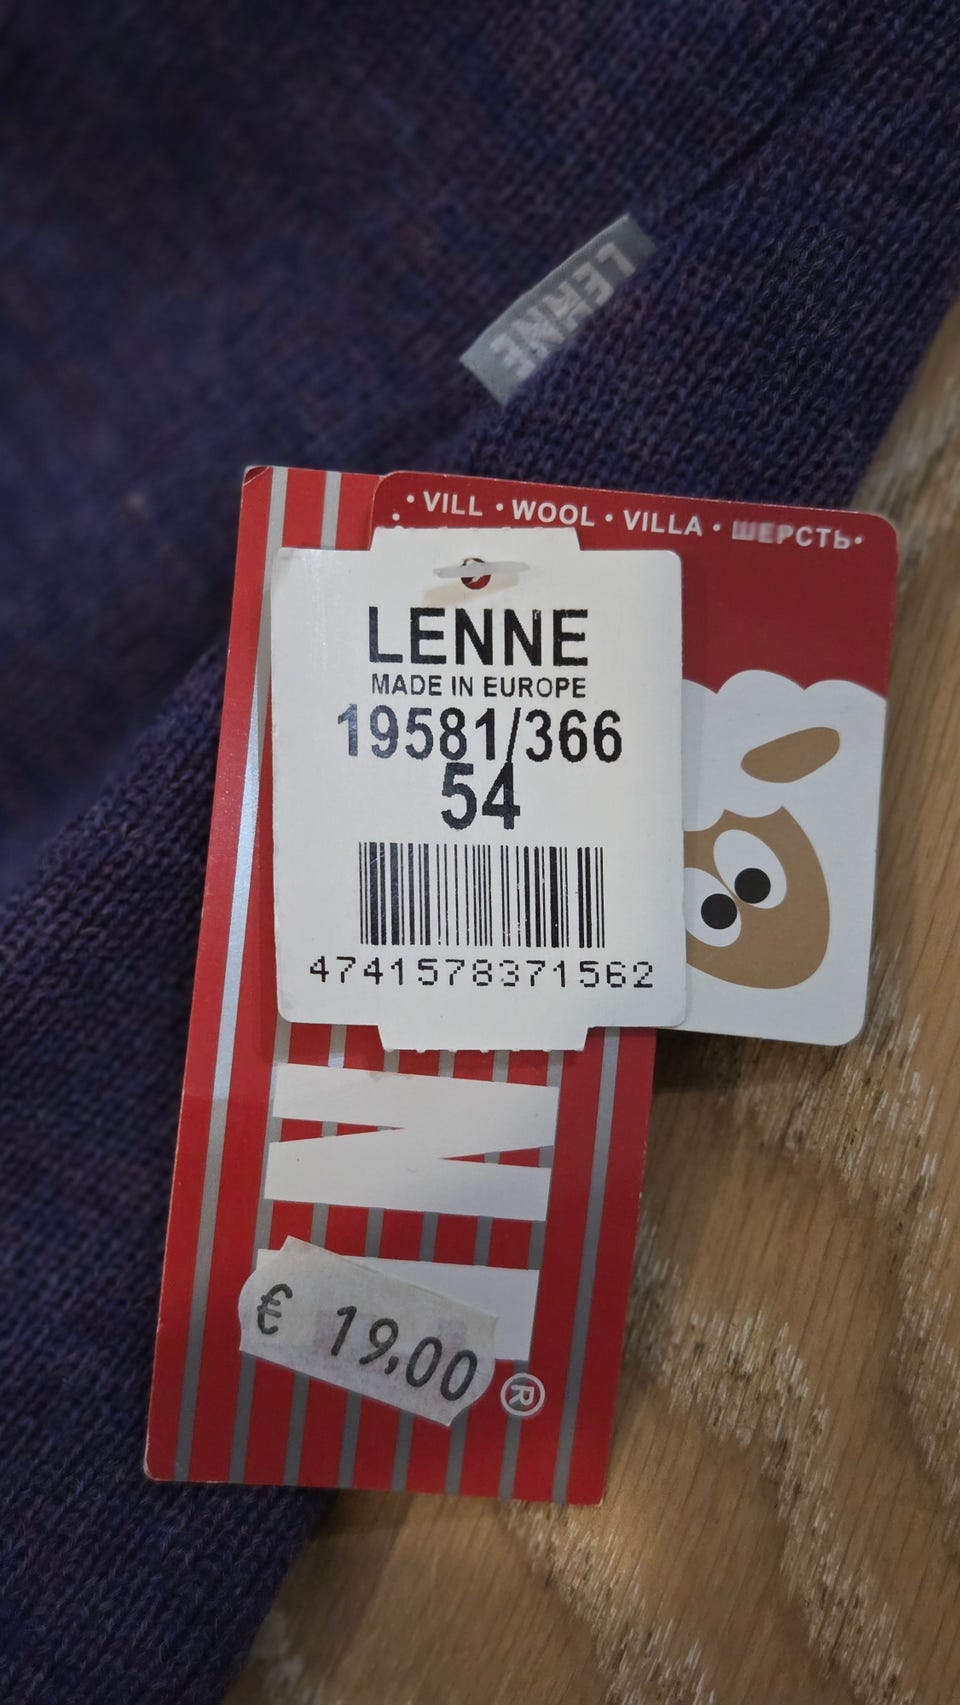 LENNE
• VILL • WOOL • VILLA • ШЕРСТЬ •
LENNE
MADE IN EUROPE
19581/366
54
4741578371562
€ 19,00
®